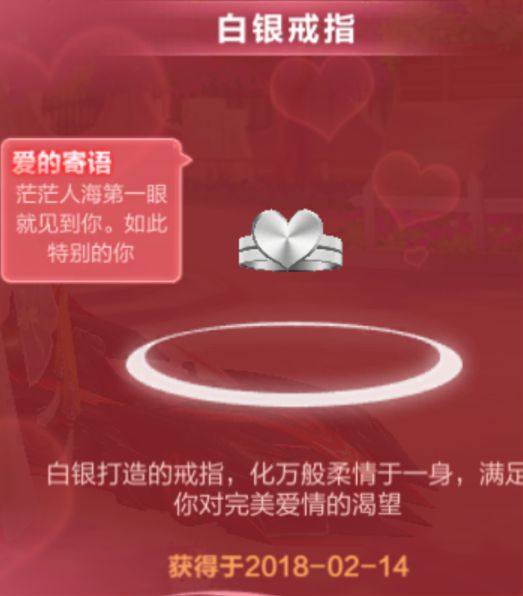 白银戒指
爱的寄语
茫茫人海第一眼
就见到你。如此
特别的你
白银打造的戒指，化万般柔情于一身，满足
你对完美爱情的渴望
获得于2018-02-14